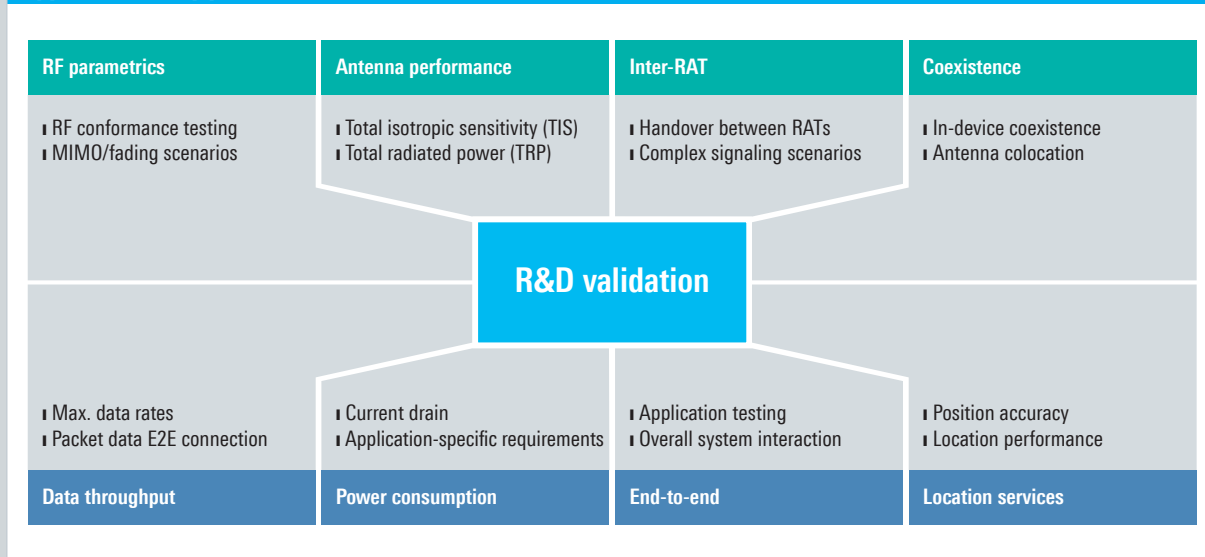 RF parametrics
Antenna performance
Inter-RAT
Coexistence
ı RF conformance testing
ı MIMO/fading scenarios
ı Total isotropic sensitivity (TIS)
ı Total radiated power (TRP)
ı Handover between RATs
ı Complex signaling scenarios
ı In-device coexistence
ı Antenna colocation
R&D validation
ı Max. data rates
ı Packet data E2E connection
ı Current drain
ı Application-specific requirements
ı Application testing
ı Overall system interaction
ı Position accuracy
ı Location performance
Data throughput
Power consumption
End-to-end
Location services